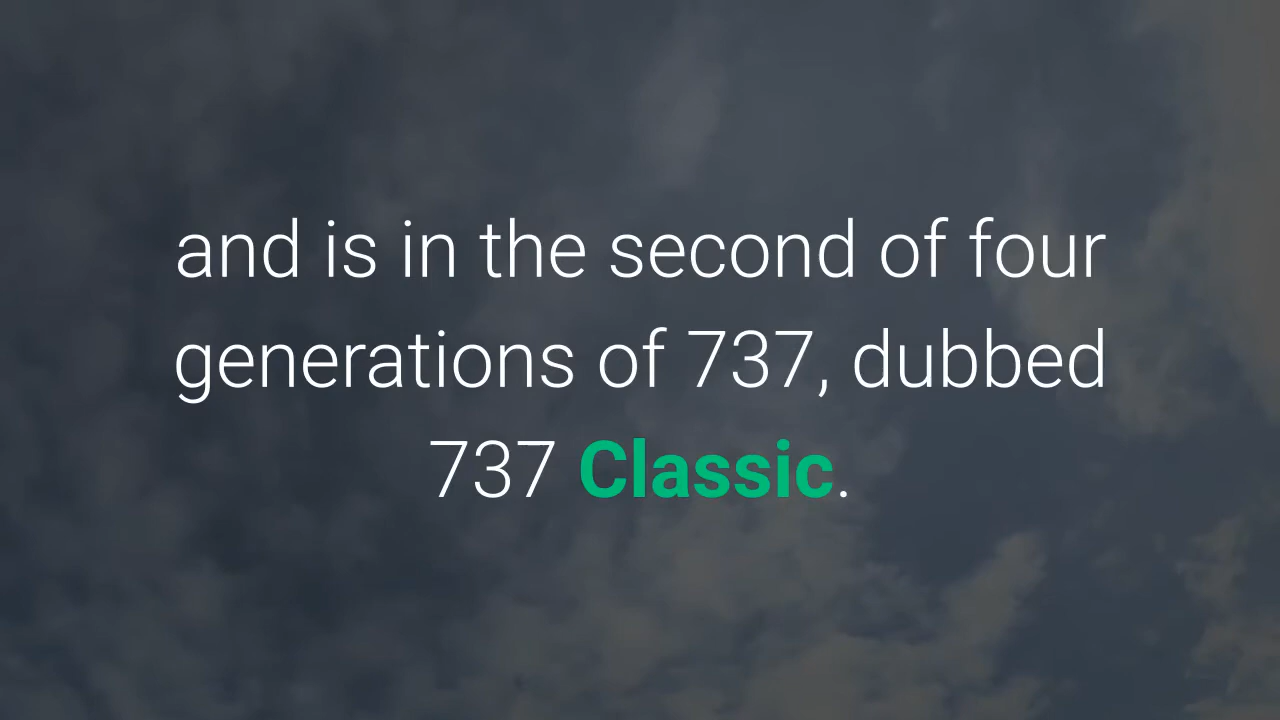 and is in the second of four
generations of 737, dubbed
737 Classic.